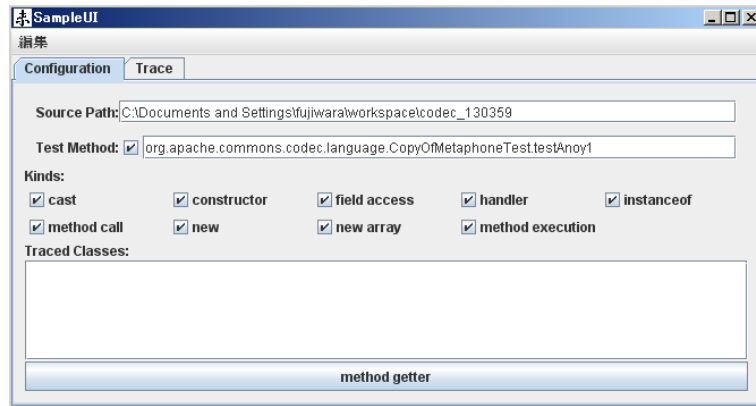 SampleUI
編集
Configuration Trace
Source Path: C:\Documents and Settings\fujiwara\workspace\codec_130359
Test Method: org.apache.commons.codec.language.CopyOfMetaphoneTest.testAnoy1
Kinds:
cast constructor field access handler instanceof
method call new new array method execution
Traced Classes:
method getter